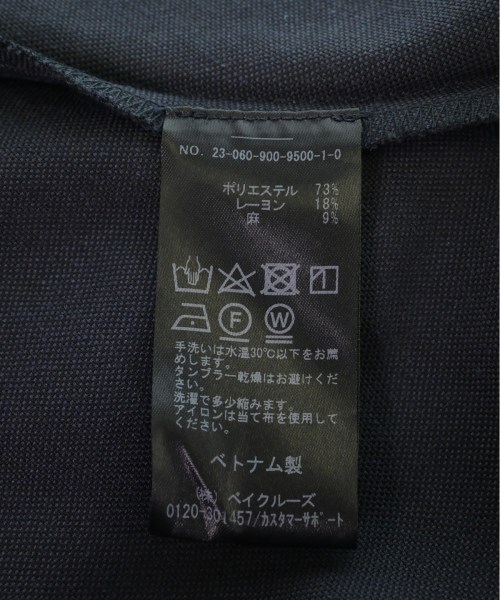 NO. 23-060-900-9500-1-0
ポリエステル 73%
レーヨン 18%
麻 9%
F W
手洗いは水温30℃以下をお薦
めします。
タンブラー乾燥はお避けくだ
さい。
洗濯で多少縮みます。
アイロンは当て布を使用して
ください。
ベトナム製
(株) ベイクルーズ
0120-301457/カスタマーサポート